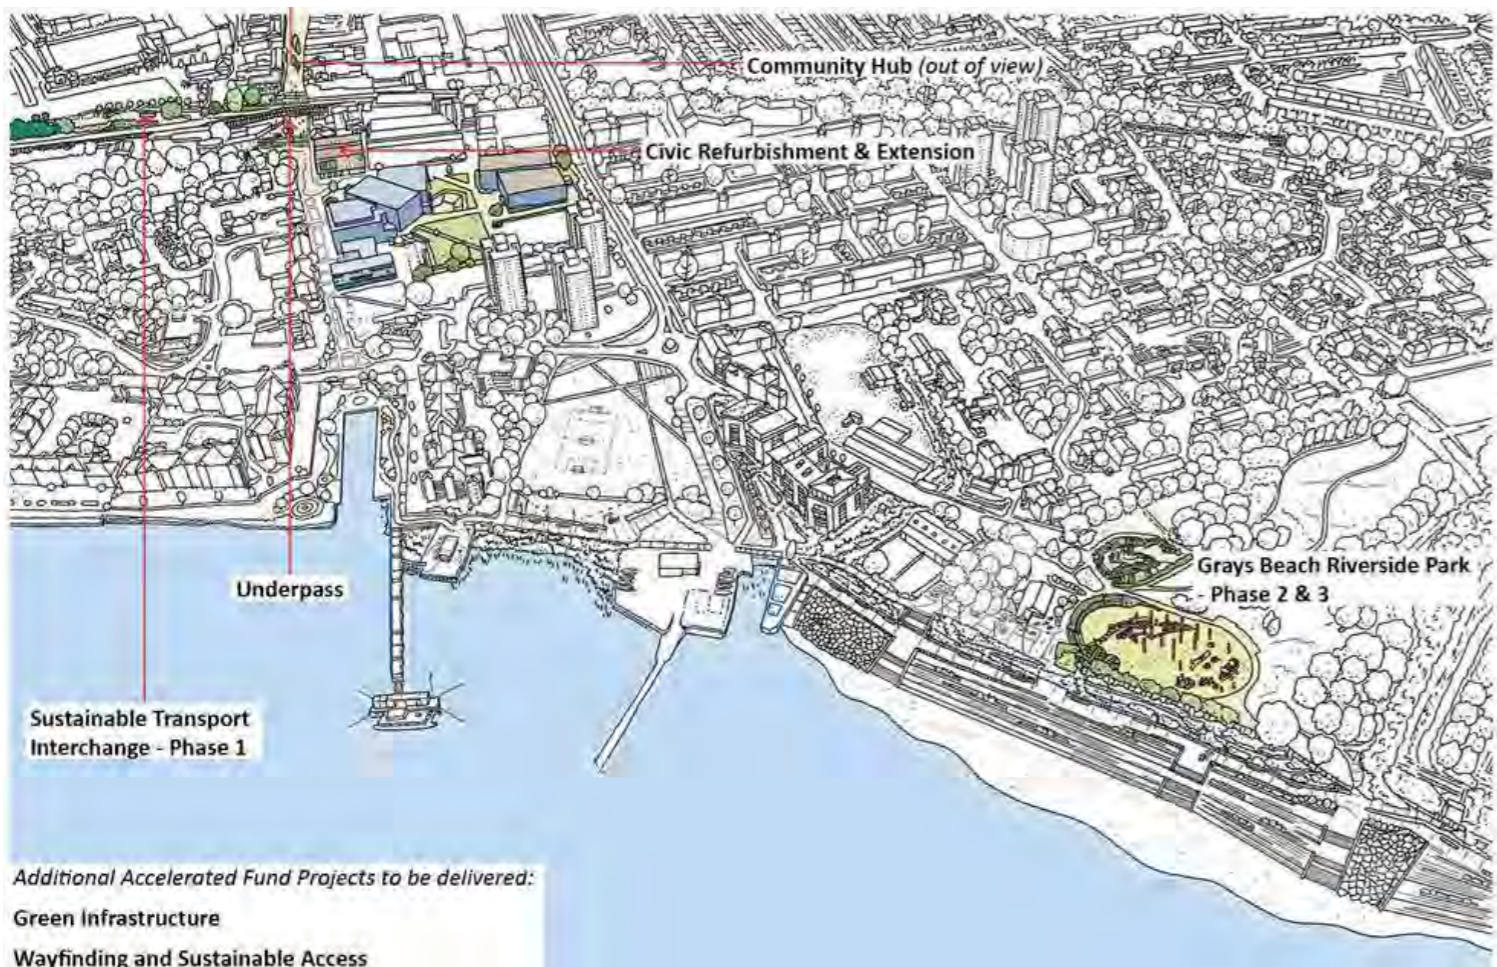 Community Hub (out of view)
Civic Refurbishment & Extension
Grays Beach Riverside Park
- Phase 2 & 3
Underpass
Sustainable Transport
Interchange - Phase 1
Additional Accelerated Fund Projects to be delivered:
Green Infrastructure
Wayfinding and Sustainable Access